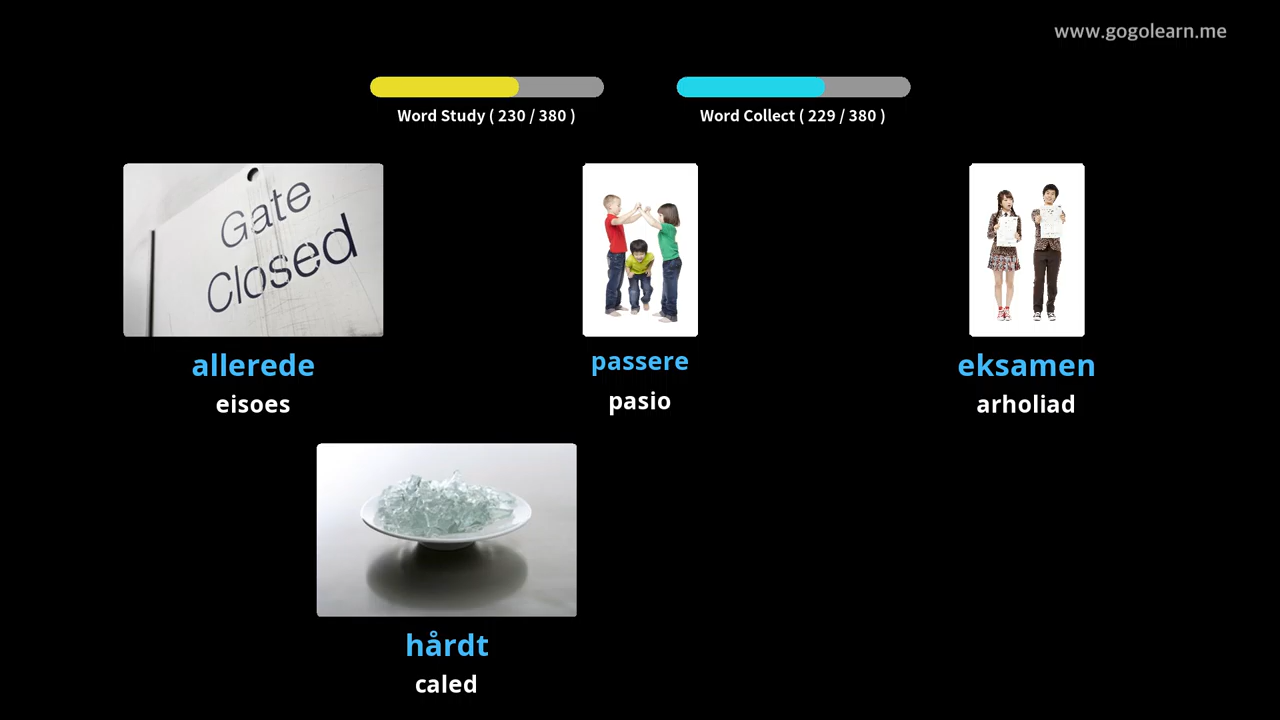 www.gogolearn.me
Word Study ( 230 / 380 )
Word Collect ( 229 / 380 )
Gate
Closed
allerede
eisoes
passere
pasio
eksamen
arholiad
hårdt
caled